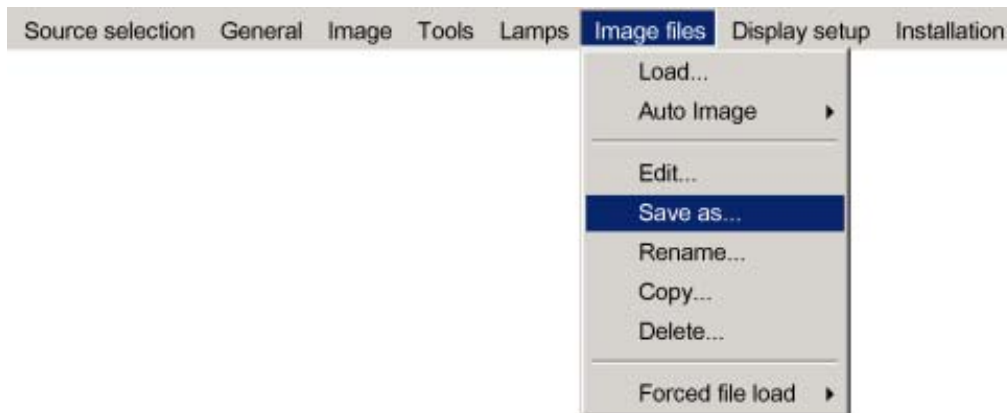 Source selection General Image Tools Lamps Image files Display setup Installation
Load...
Auto Image
Edit...
Save as...
Rename...
Copy...
Delete...
Forced file load